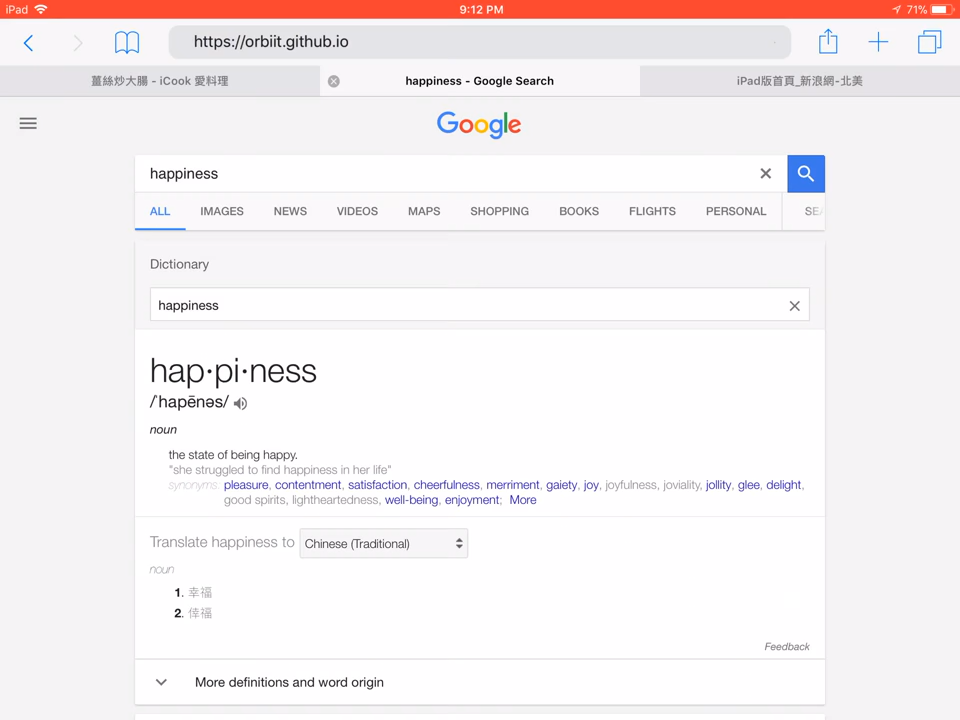 iPad 9:12 PM 71%
https://orbiit.github.io
薑絲炒大腸 - iCook 愛料理 happiness - Google Search iPad版首頁_新浪網-北美
Google
happiness
ALL IMAGES NEWS VIDEOS MAPS SHOPPING BOOKS FLIGHTS PERSONAL SEA
Dictionary
happiness
hap·pi·ness
/ˈhapēnəs/
noun
the state of being happy.
"she struggled to find happiness in her life"
synonyms: pleasure, contentment, satisfaction, cheerfulness, merriment, gaiety, joy, joyfulness, joviality, jollity, glee, delight,
good spirits, lightheartedness, well-being, enjoyment; More
Translate happiness to Chinese (Traditional)
noun
1. 幸福
2. 倖福
Feedback
More definitions and word origin